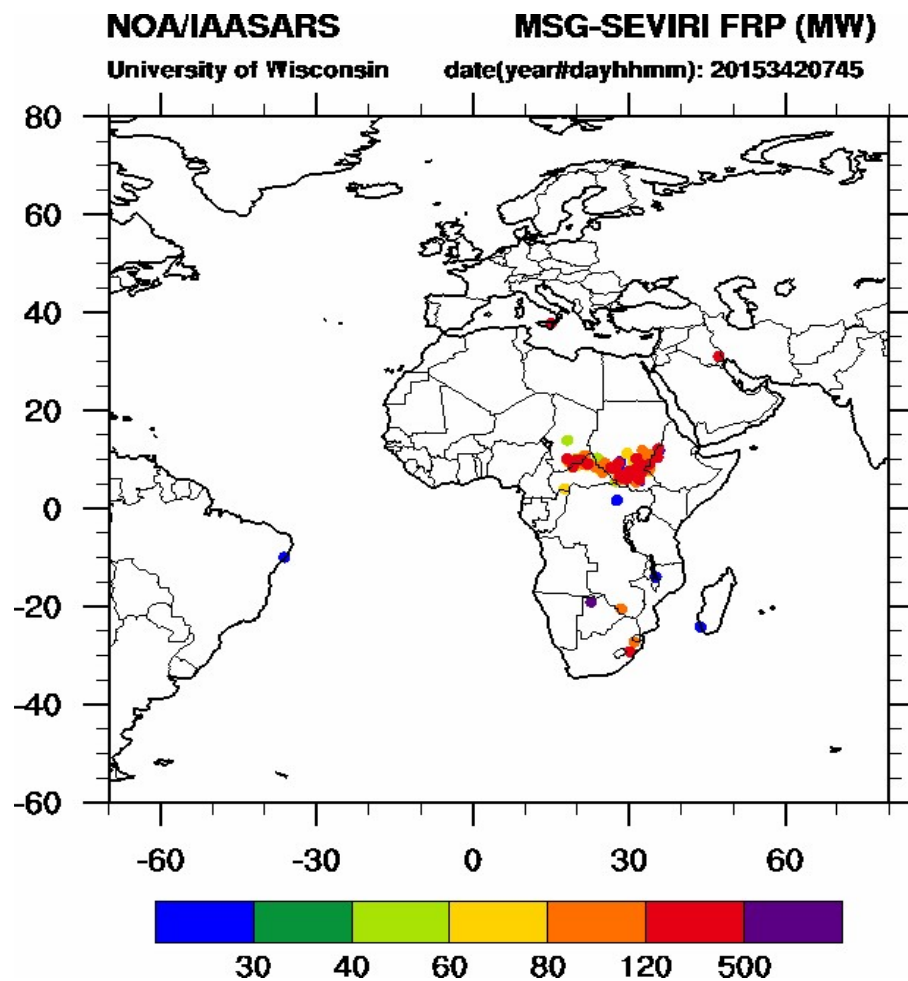 NOA/IAASARS MSG-SEVIRI FRP (MW)
University of Wisconsin date(year#dayhhmm): 20153420745
80
60
40
20
0
-20
-40
-60
-60 -30 0 30 60
30 40 60 80 120 500